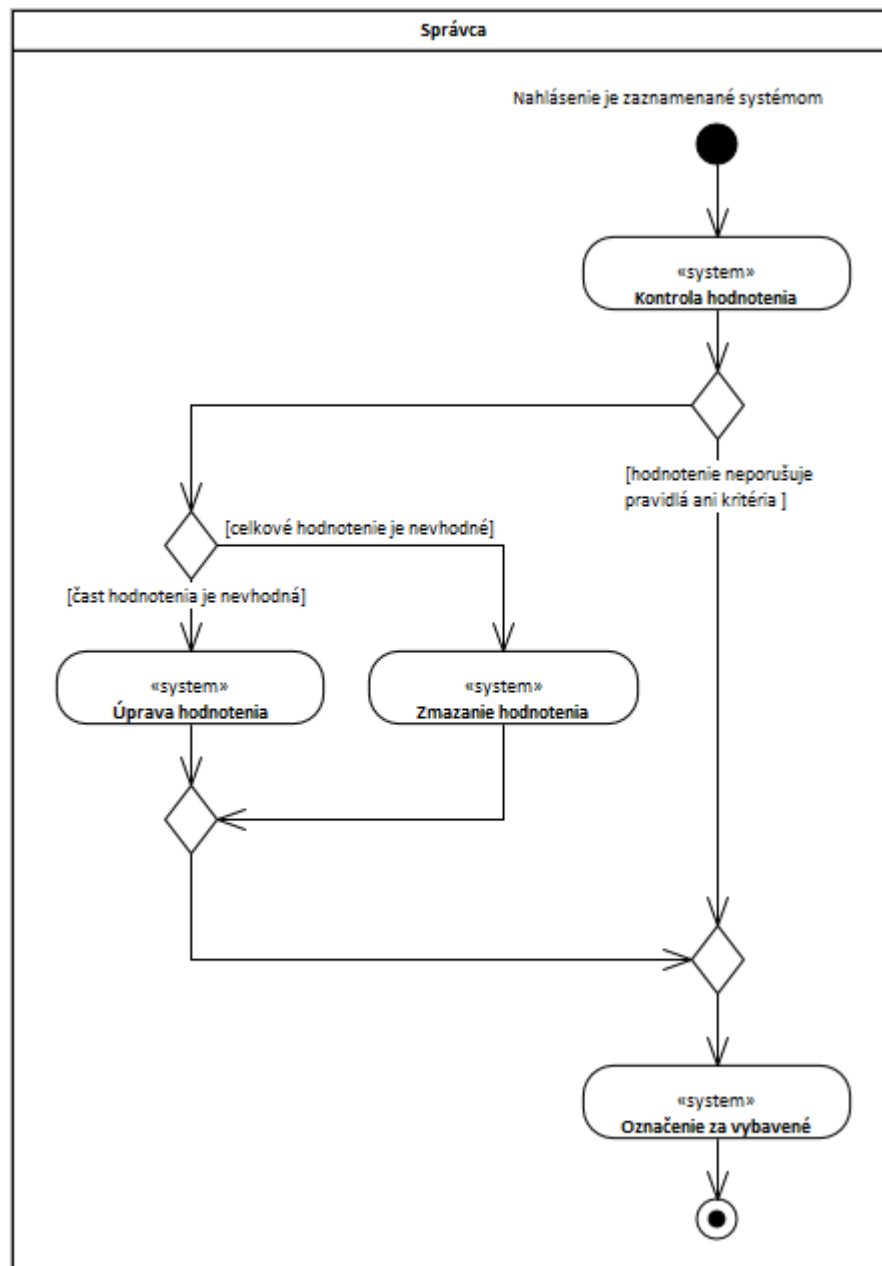 Správca
Nahlásenie je zaznamenané systémom
«system»
Kontrola hodnotenia
[hodnotenie neporušuje
pravidlá ani kritéria ]
[celkové hodnotenie je nevhodné]
[čast hodnotenia je nevhodná]
«system»
Úprava hodnotenia
«system»
Zmazanie hodnotenia
«system»
Označenie za vybavené